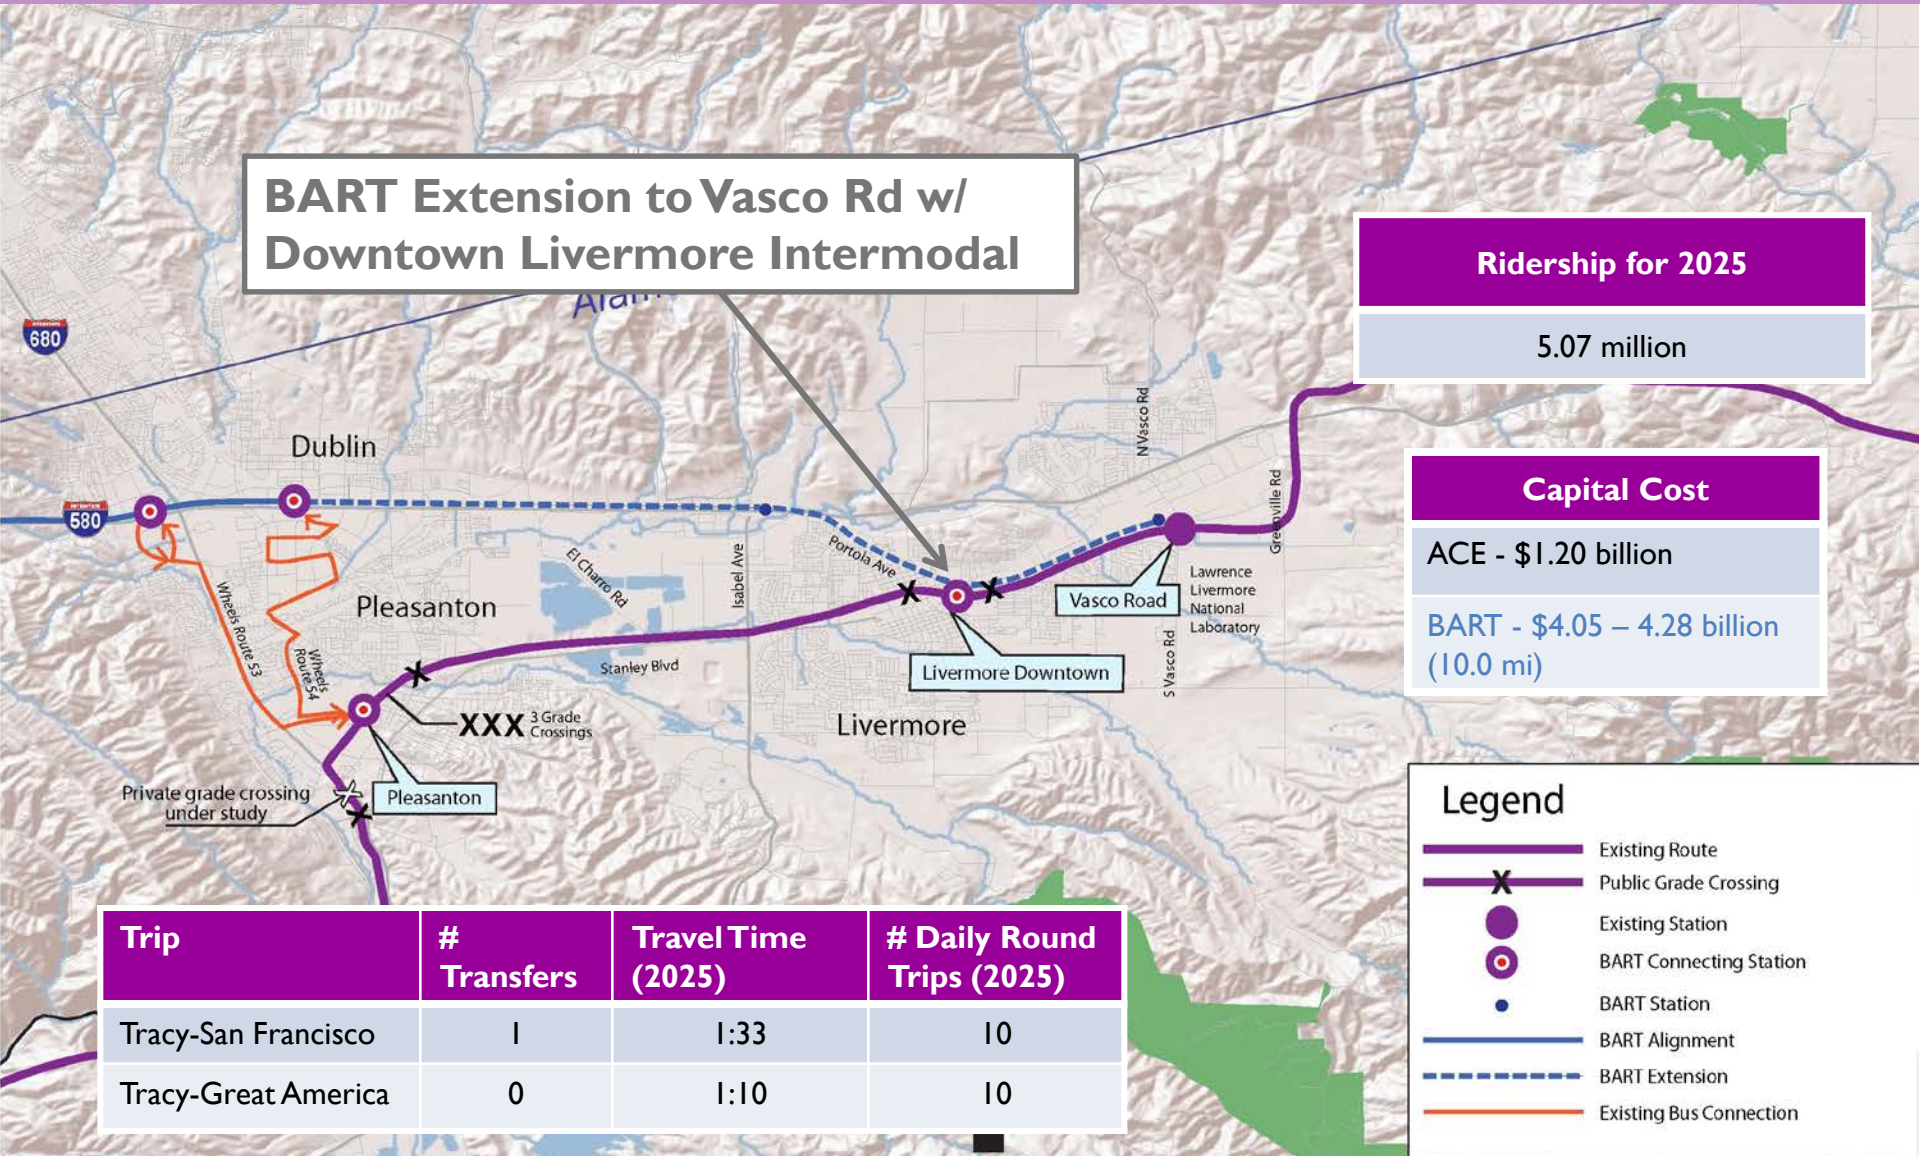 BART Extension to Vasco Rd w/
Downtown Livermore Intermodal
Ridership for 2025
5.07 million
680
Dublin
N Vasco Rd
Capital Cost
ACE - $1.20 billion
BART - $4.05 – 4.28 billion
(10.0 mi)
580
Greenville Rd
Portola Ave
El Charro Rd
Isabel Ave
Wheels Route 53
Pleasanton
Vasco Road
Lawrence
Livermore
National
Laboratory
Wheels
Route 54
Stanley Blvd
Livermore Downtown
S Vasco Rd
XXX
3 Grade
Crossings
Livermore
Private grade crossing
under study
Pleasanton
Legend
Existing Route
X Public Grade Crossing
Existing Station
BART Connecting Station
BART Station
BART Alignment
BART Extension
Existing Bus Connection
Trip
#
Transfers
Travel Time
(2025)
# Daily Round
Trips (2025)
Tracy-San Francisco 1 1:33 10
Tracy-Great America 0 1:10 10